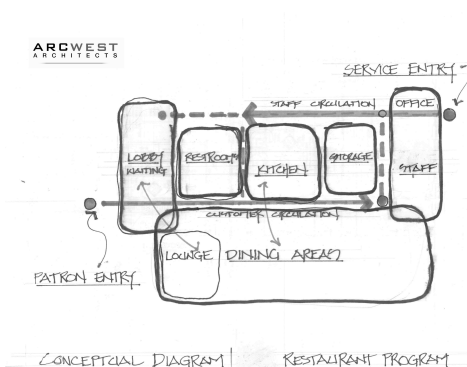 ARCWEST
ARCHITECTS
SERVICE ENTRY
STAFF CIRCULATION
OFFICE
LOBBY
WAITING
RESTROOMS
KITCHEN
STORAGE
STAFF
CUSTOMER CIRCULATION
LOUNGE
DINING AREAS
PATRON ENTRY
CONCEPTUAL DIAGRAM | RESTAURANT PROGRAM